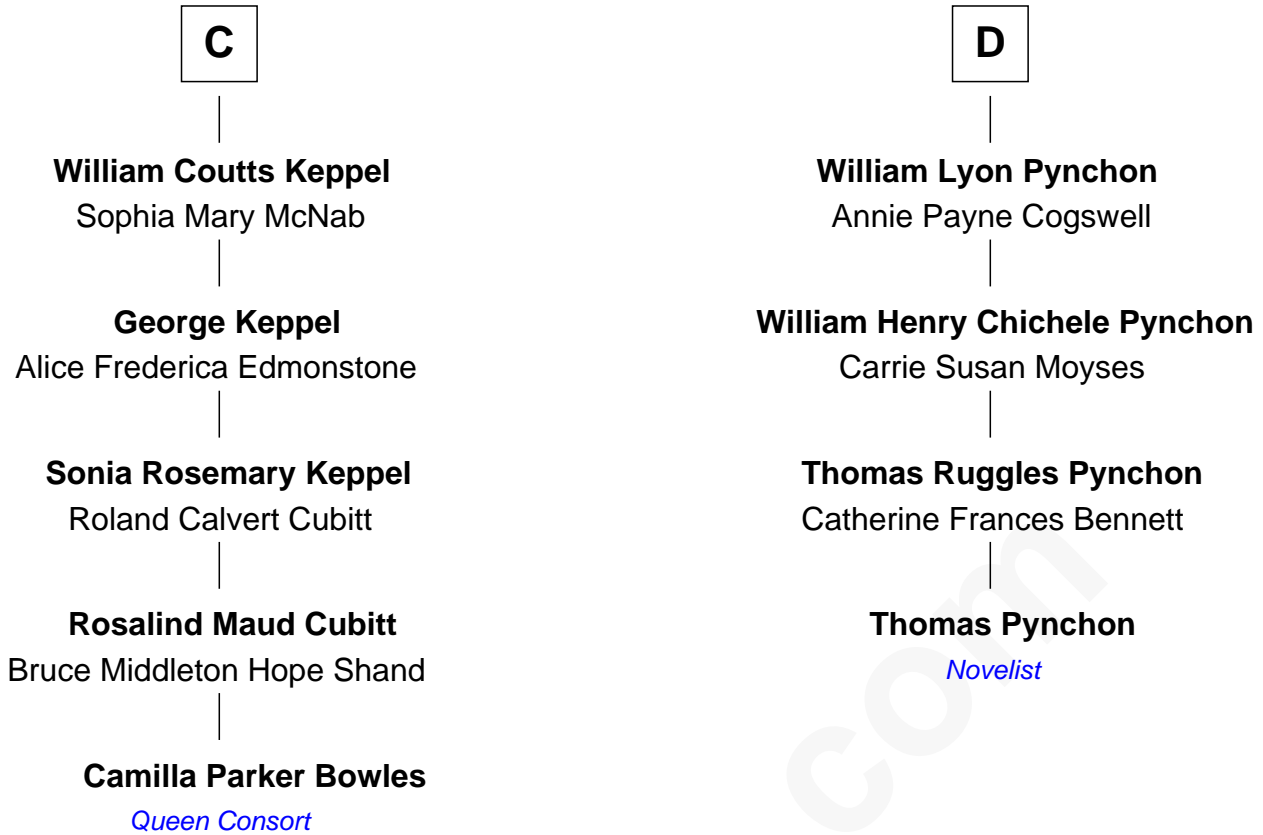 C
William Coutts Keppel
Sophia Mary McNab
George Keppel
Alice Frederica Edmonstone
Sonia Rosemary Keppel
Roland Calvert Cubitt
Rosalind Maud Cubitt
Bruce Middleton Hope Shand
Camilla Parker Bowles
Queen Consort
D
William Lyon Pynchon
Annie Payne Cogswell
William Henry Chichele Pynchon
Carrie Susan Moyses
Thomas Ruggles Pynchon
Catherine Frances Bennett
Thomas Pynchon
Novelist
com